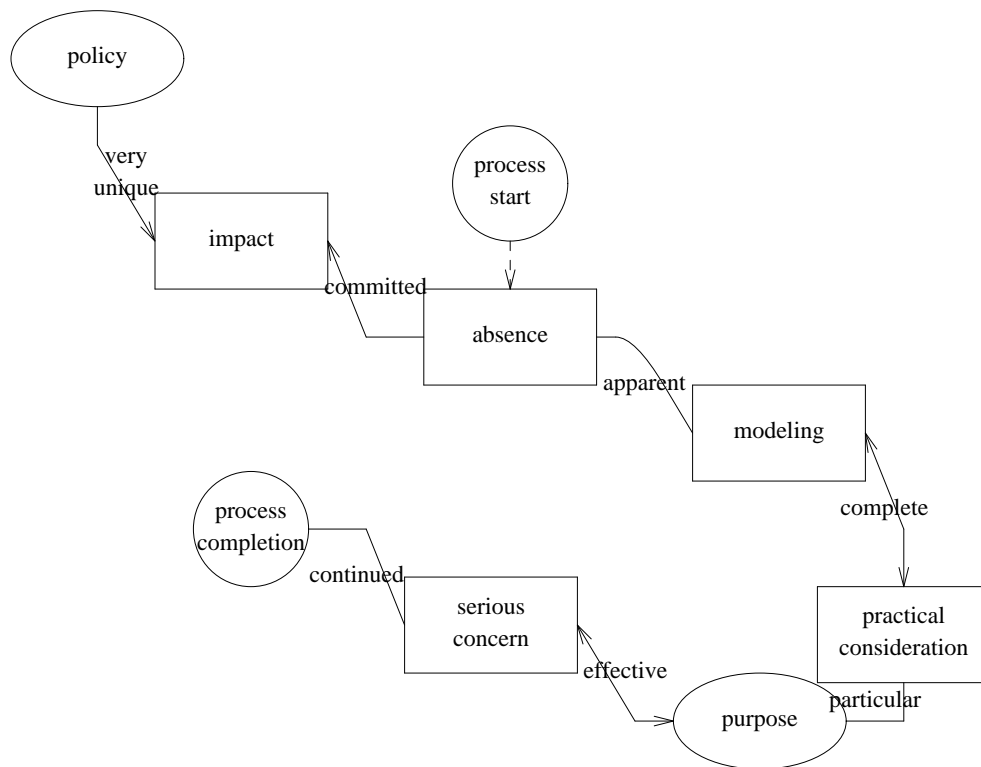 policy
very
unique
process
start
impact
committed
absence
apparent
modeling
process
completion
complete
continued
serious
concern
practical
consideration
effective
particular
purpose